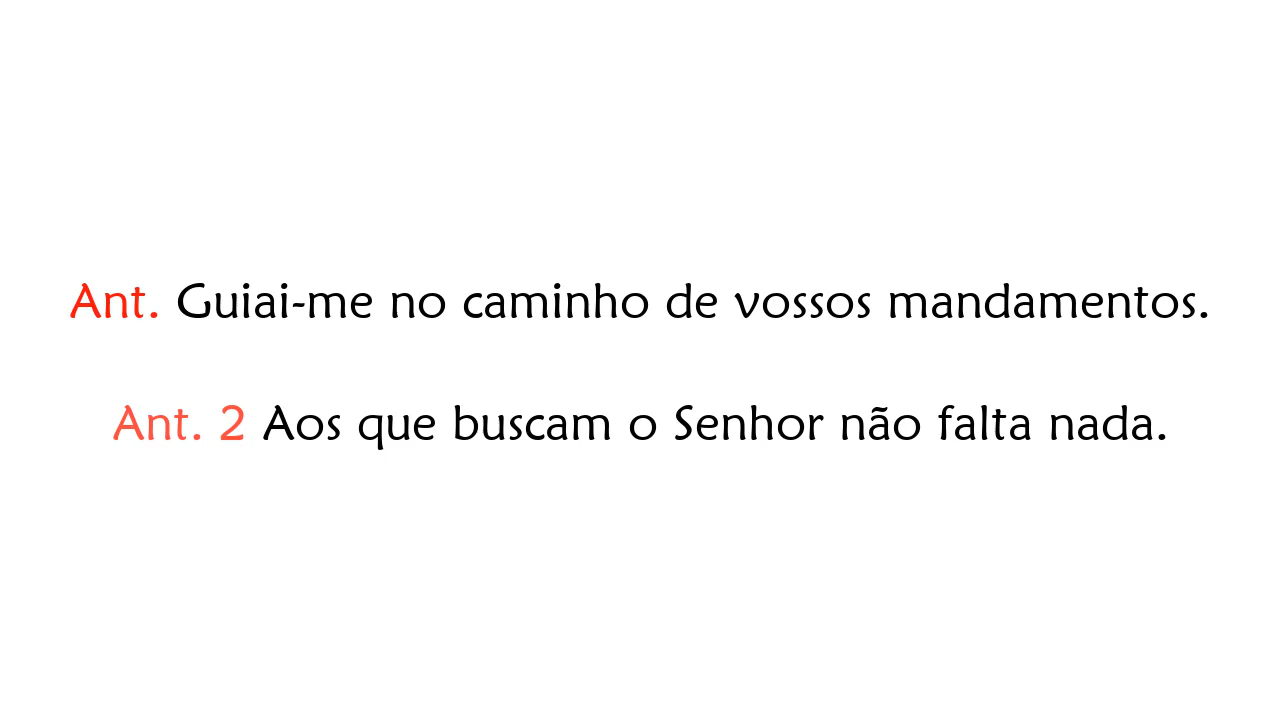 Ant. Guiai-me no caminho de vossos mandamentos.
Ant. 2 Aos que buscam o Senhor não falta nada.